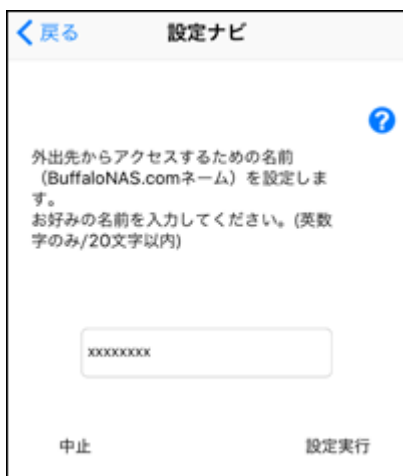 戻る 設定ナビ
?
外出先からアクセスするための名前
（BuffaloNAS.comネーム）を設定しま
す。
お好みの名前を入力してください。(英数
字のみ/20文字以内)
xxxxxxxx
中止 設定実行